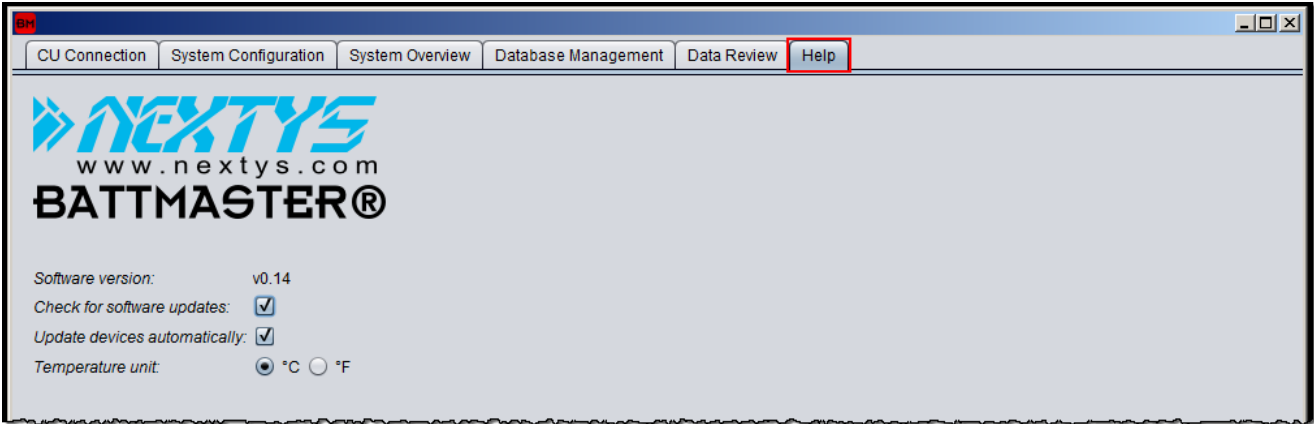 BM
CU Connection System Configuration System Overview Database Management Data Review Help
NEXTYS
www.nextys.com
BATTMASTER®
Software version: v0.14
Check for software updates:
Update devices automatically:
Temperature unit: °C °F